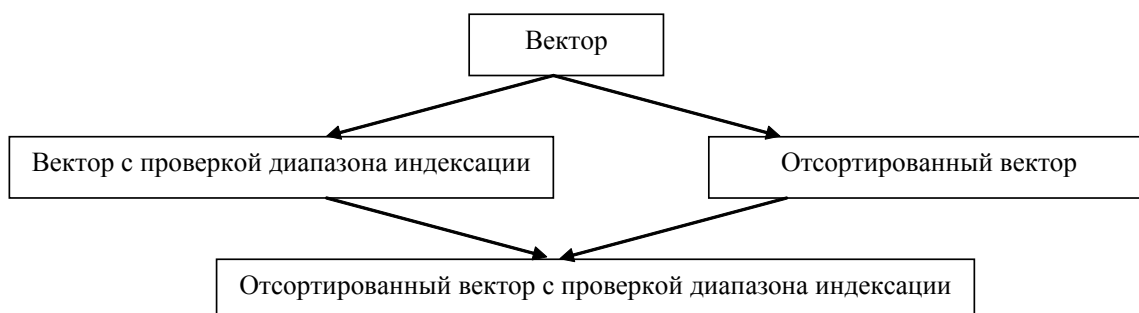 Вектор
Вектор с проверкой диапазона индексации
Отсортированный вектор
Отсортированный вектор с проверкой диапазона индексации